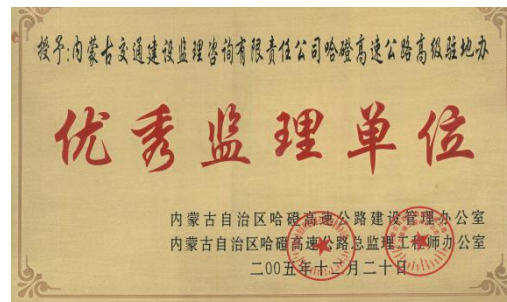 授予:内蒙古交通建设监理咨询有限责任公司哈磴高速公路高级驻地办
优秀监理单位
内蒙古自治区哈磴高速公路建设管理办公室
内蒙古自治区哈磴高速公路总监理工程师办公室
二00五年十二月二十日